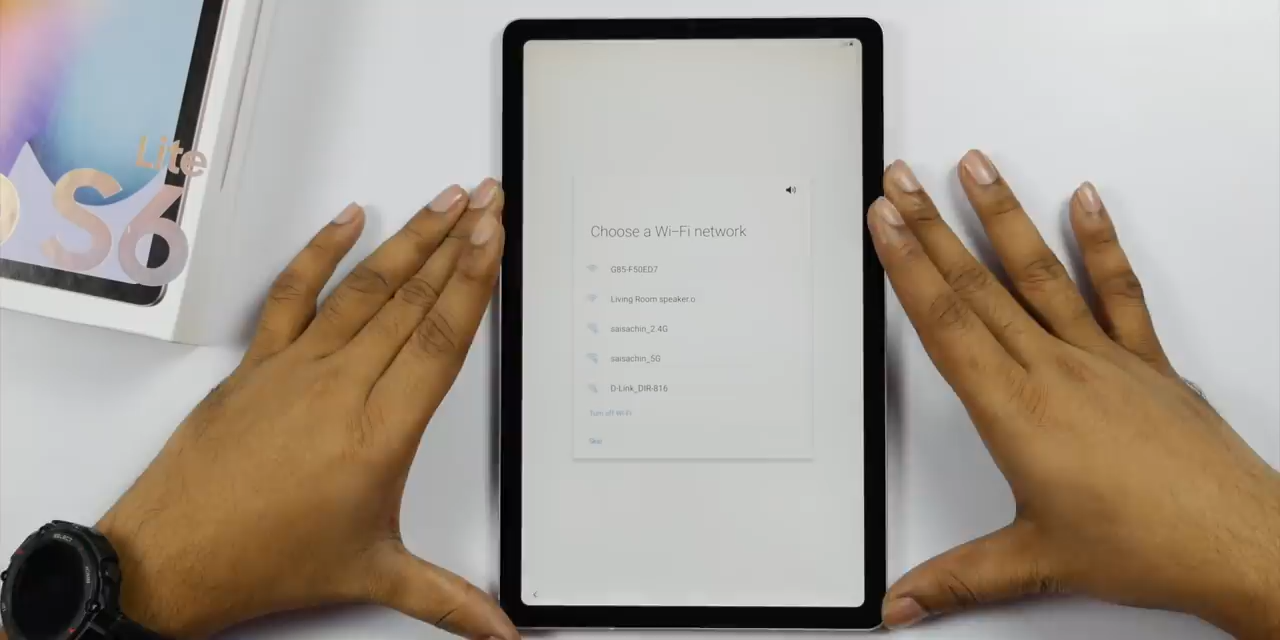 Lite
S6
Choose a Wi-Fi network
G85-F50ED7
Living Room speaker.o
saisachin_2.4G
saisachin_5G
D-Link_DIR-816
Turn off Wi-Fi
Skip